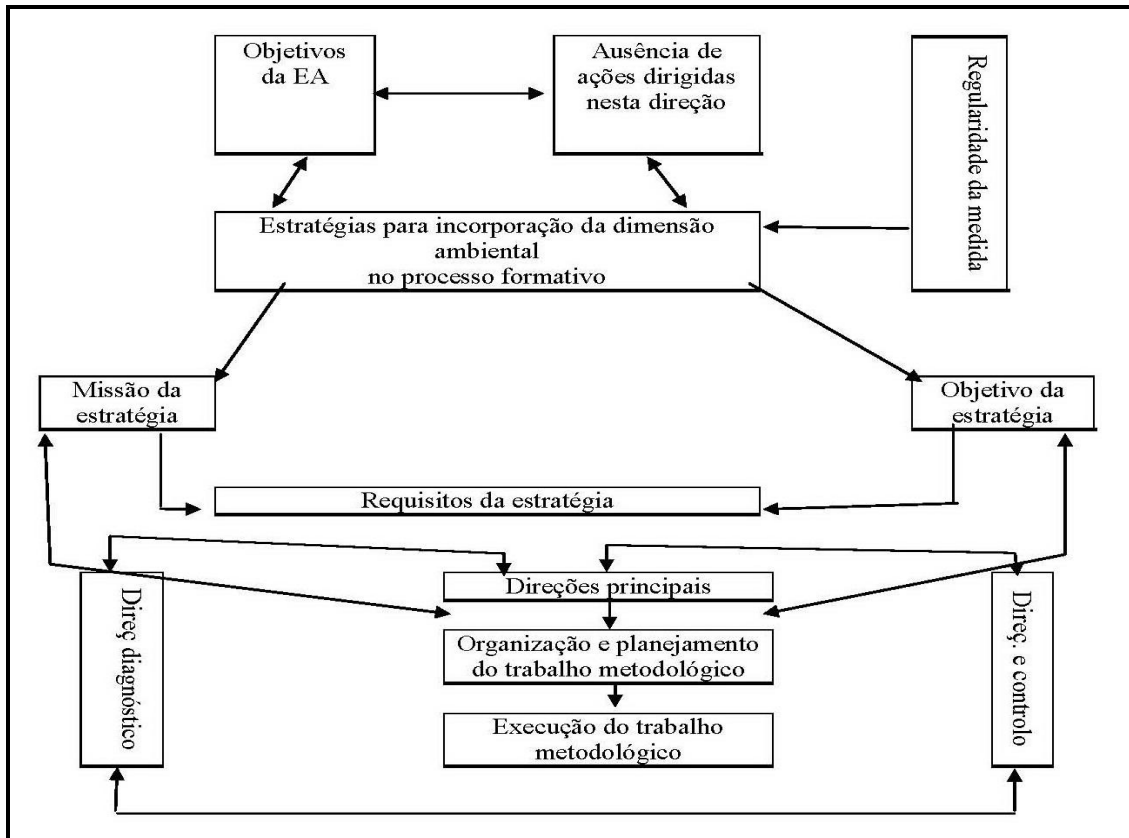 Objetivos
da EA
Ausência de
ações dirigidas
nesta direção
Regularidade da medida
Estratégias para incorporação da dimensão
ambiental
no processo formativo
Missão da
estratégia
Objetivo da
estratégia
Requisitos da estratégia
Direç diagnóstico
Direções principais
Organização e planejamento
do trabalho metodológico
Execução do trabalho
metodológico
Direç. e controlo